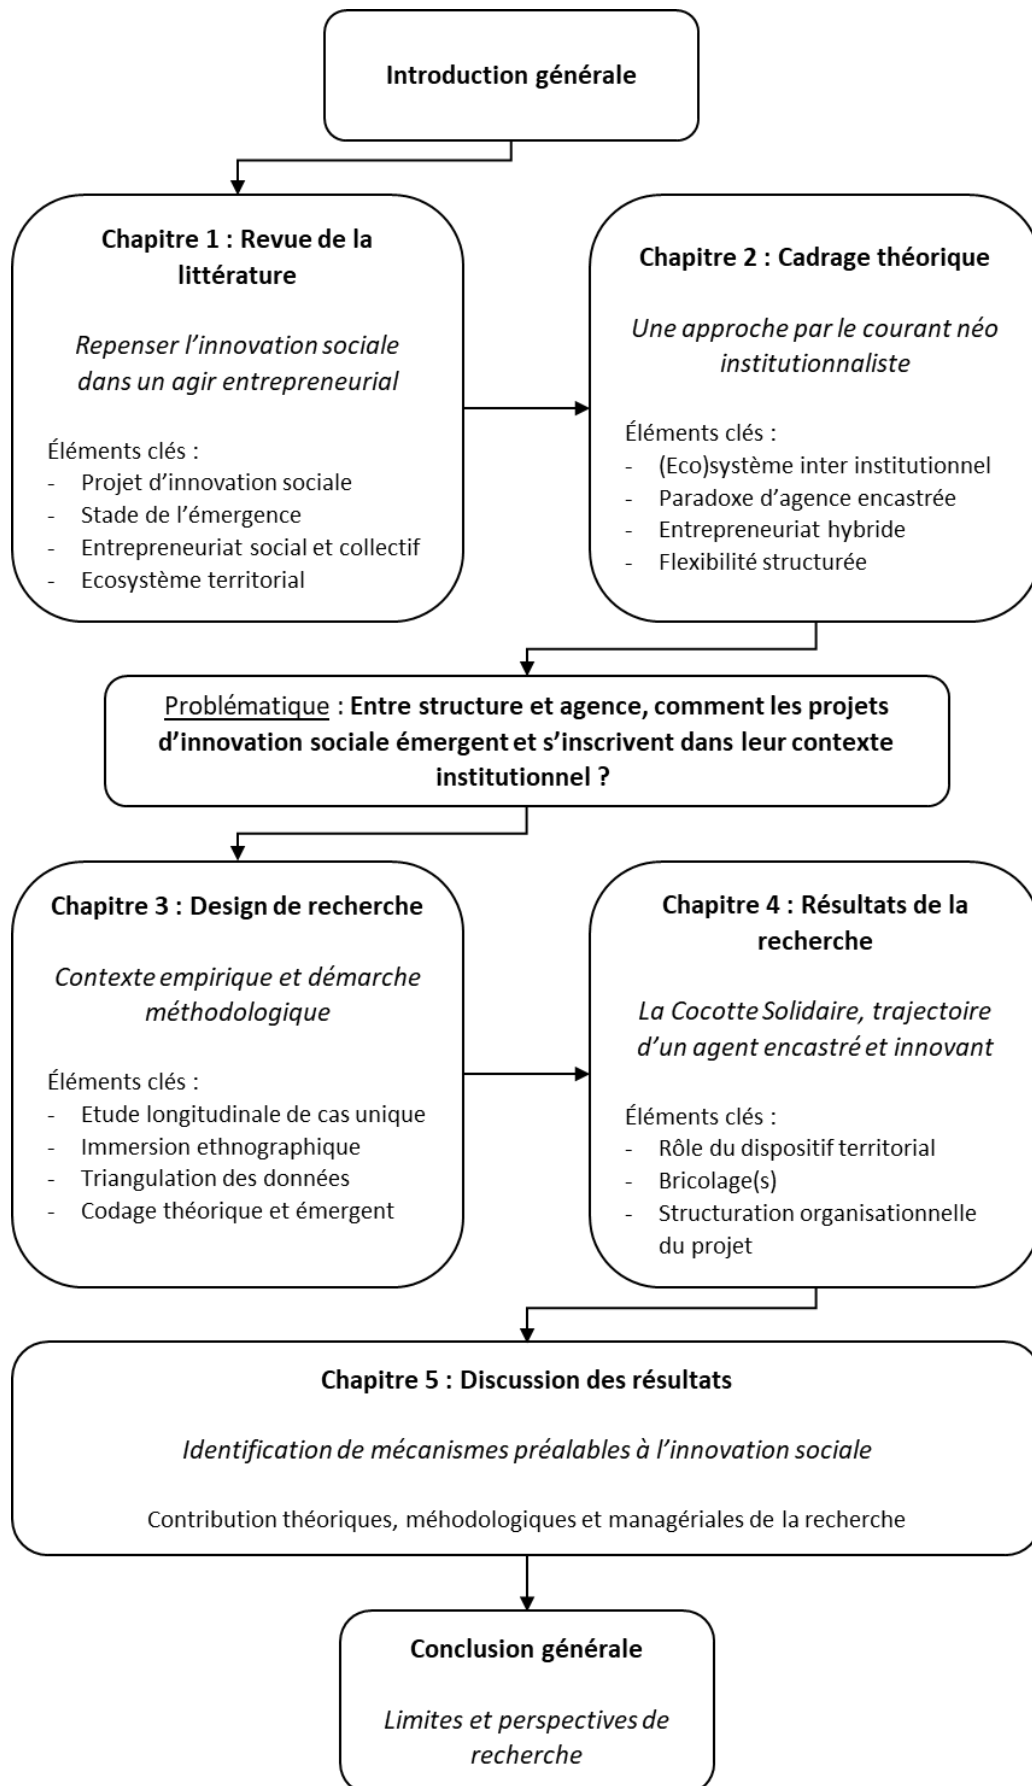 Introduction générale
Chapitre 1 : Revue de la
littérature
Repenser l’innovation sociale
dans un agir entrepreneurial
Éléments clés :
- Projet d’innovation sociale
- Stade de l’émergence
- Entrepreneuriat social et collectif
- Ecosystème territorial
Chapitre 2 : Cadrage théorique
Une approche par le courant néo
institutionnaliste
Éléments clés :
- (Eco)système inter institutionnel
- Paradoxe d’agence encastrée
- Entrepreneuriat hybride
- Flexibilité structurée
Problématique : Entre structure et agence, comment les projets
d’innovation sociale émergent et s’inscrivent dans leur contexte
institutionnel ?
Chapitre 3 : Design de recherche
Contexte empirique et démarche
méthodologique
Éléments clés :
- Etude longitudinale de cas unique
- Immersion ethnographique
- Triangulation des données
- Codage théorique et émergent
Chapitre 4 : Résultats de la
recherche
La Cocotte Solidaire, trajectoire
d’un agent encastré et innovant
Éléments clés :
- Rôle du dispositif territorial
- Bricolage(s)
- Structuration organisationnelle
du projet
Chapitre 5 : Discussion des résultats
Identification de mécanismes préalables à l’innovation sociale
Contribution théoriques, méhodologiques et managériales de la recherche
Conclusion générale
Limites et perspectives de
recherche